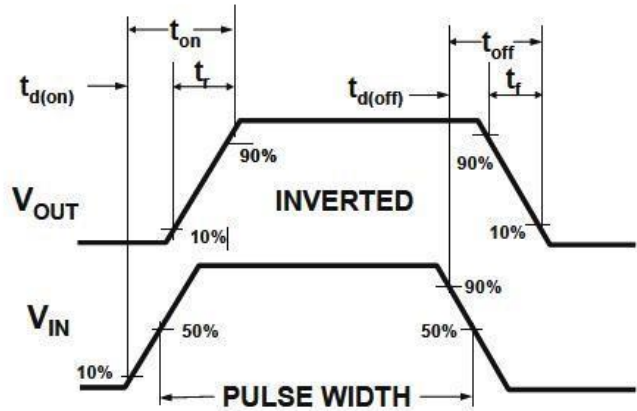 ton toff
td(on) tr td(off) tf
90% 90%
VOUT INVERTED
10% 10%
90%
VIN 50% 50%
10%
PULSE WIDTH